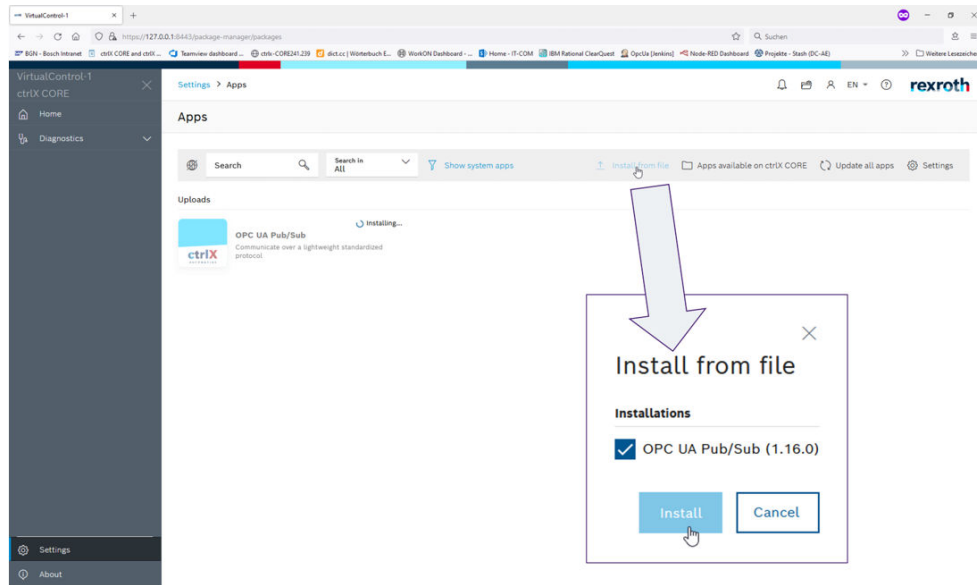 VirtualControl-1
https://127.0.0.1:8443/package-manager/packages
Suchen
BGN - Bosch Intranet
ctrlX CORE and ctrlX ...
Teamview dashboard ...
ctrlx-CORE241.239
dict.cc | Wörterbuch E...
WorkON Dashboard - ...
Home - IT-COM
IBM Rational ClearQuest
OpcUa [Jenkins]
Node-RED Dashboard
Projekte - Stash (DC-AE)
Weitere Lesezeichen
VirtualControl-1
ctrlX CORE
Settings > Apps
EN
rexroth
Home
Apps
Diagnostics
Search
Search in
All
Show system apps
Install from file
Apps available on ctrlX CORE
Update all apps
Settings
Uploads
Installing...
OPC UA Pub/Sub
Communicate over a lightweight standardized
protocol
ctrlX
AUTOMATION
Install from file
Installations
OPC UA Pub/Sub (1.16.0)
Install
Cancel
Settings
About